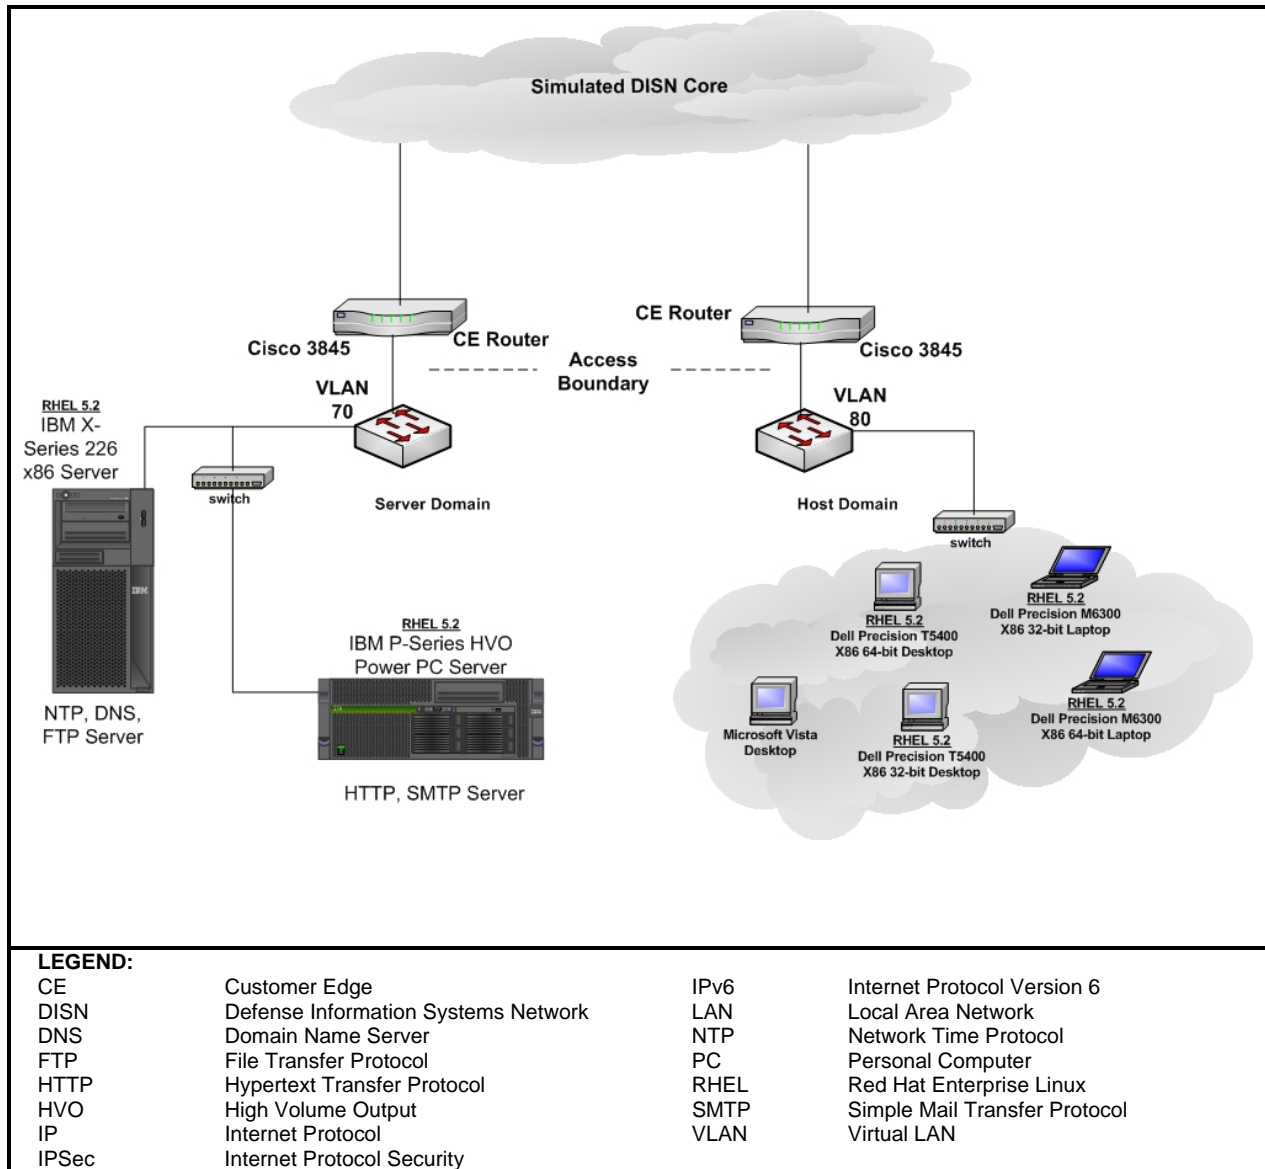 Simulated DISN Core
CE Router
Cisco 3845
CE Router
Cisco 3845
Access
Boundary
VLAN
70
VLAN
80
RHEL 5.2
IBM X-
Series 226
x86 Server
switch
Server Domain
Host Domain
switch
NTP, DNS,
FTP Server
RHEL 5.2
IBM P-Series HVO
Power PC Server
HTTP, SMTP Server
RHEL 5.2
Dell Precision T5400
X86 64-bit Desktop
RHEL 5.2
Dell Precision M6300
X86 32-bit Laptop
Microsoft Vista
Desktop
RHEL 5.2
Dell Precision T5400
X86 32-bit Desktop
RHEL 5.2
Dell Precision M6300
X86 64-bit Laptop
IBM
LEGEND:
CE Customer Edge
DISN Defense Information Systems Network
DNS Domain Name Server
FTP File Transfer Protocol
HTTP Hypertext Transfer Protocol
HVO High Volume Output
IP Internet Protocol
IPSec Internet Protocol Security
IPv6 Internet Protocol Version 6
LAN Local Area Network
NTP Network Time Protocol
PC Personal Computer
RHEL Red Hat Enterprise Linux
SMTP Simple Mail Transfer Protocol
VLAN Virtual LAN